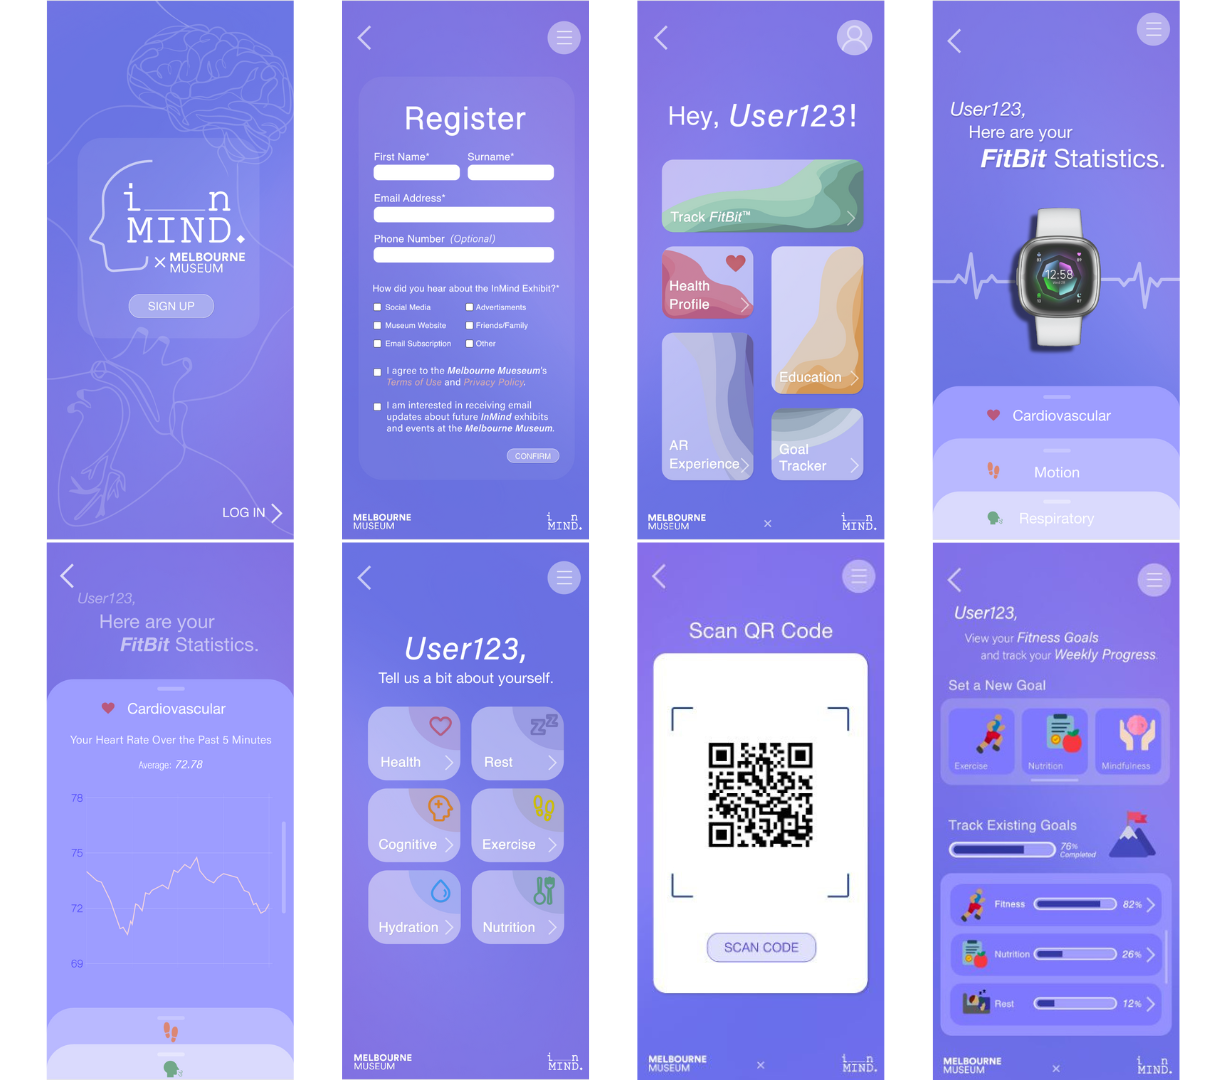 i__n
MIND.
× MELBOURNE
MUSEUM
SIGN UP
LOG IN
Register
First Name* Surname*
Email Address*
Phone Number (Optional)
How did you hear about the InMind Exhibit?*
Social Media Advertisments
Museum Website Friends/Family
Email Subscription Other
I agree to the Melbourne Mueseum's
Terms of Use and Privacy Policy.
I am interested in receiving email
updates about future InMind exhibits
and events at the Melbourne Museum.
CONFIRM
MELBOURNE
MUSEUM
i__n
MIND.
Hey, User123!
Track FitBit™
Health
Profile
Education
AR
Experience
Goal
Tracker
MELBOURNE
MUSEUM
×
i__n
MIND.
User123,
Here are your
FitBit Statistics.
12:58
Cardiovascular
Motion
Respiratory
User123,
Here are your
FitBit Statistics.
Cardiovascular
Your Heart Rate Over the Past 5 Minutes
Average: 72.78
78
75
72
69
User123,
Tell us a bit about yourself.
Health
Rest
Cognitive
Exercise
Hydration
Nutrition
MELBOURNE
MUSEUM
i__n
MIND.
Scan QR Code
SCAN CODE
MELBOURNE
MUSEUM
×
i__n
MIND.
User123,
View your Fitness Goals
and track your Weekly Progress.
Set a New Goal
Exercise
Nutrition
Mindfulness
Track Existing Goals
76%
Completed
Fitness 82%
Nutrition 26%
Rest 12%
MELBOURNE
MUSEUM
×
i__n
MIND.